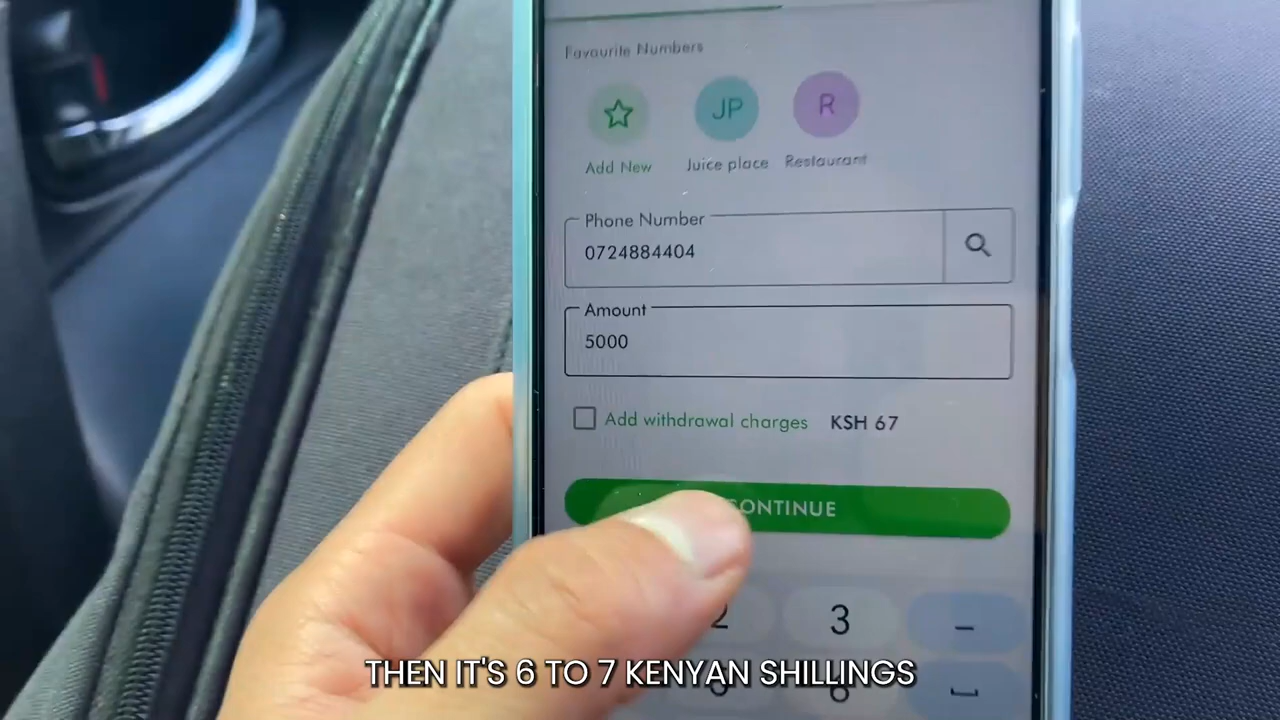 Favourite Numbers
JP
R
Add New
Juice place
Restaurant
Phone Number
0724884404
Amount
5000
Add withdrawal charges KSH 67
CONTINUE
2
3
THEN IT'S 6 TO 7 KENYAN SHILLINGS